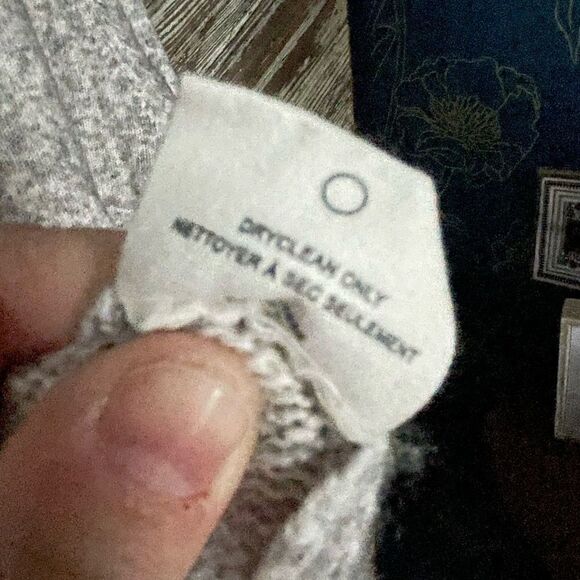 DRYCLEAN ONLY
NETTOYER À SEC SEULEMENT